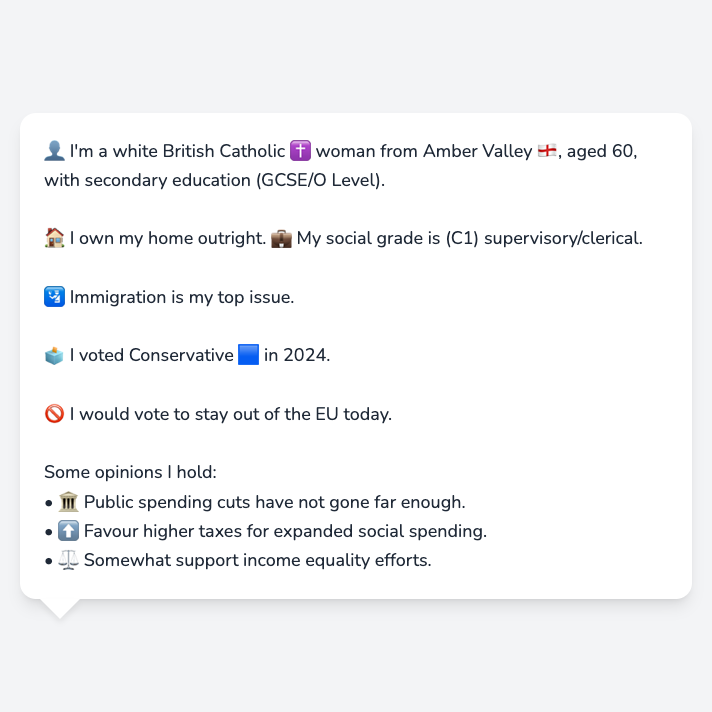 👤 I'm a white British Catholic ✝️ woman from Amber Valley 🏴󠁧󠁢󠁥󠁮󠁧󠁿, aged 60,
with secondary education (GCSE/O Level).
🏠 I own my home outright. 💼 My social grade is (C1) supervisory/clerical.
🛂 Immigration is my top issue.
🗳️ I voted Conservative 🟦 in 2024.
🚫 I would vote to stay out of the EU today.
Some opinions I hold:
• 🏛️ Public spending cuts have not gone far enough.
• ⬆️ Favour higher taxes for expanded social spending.
• ⚖️ Somewhat support income equality efforts.